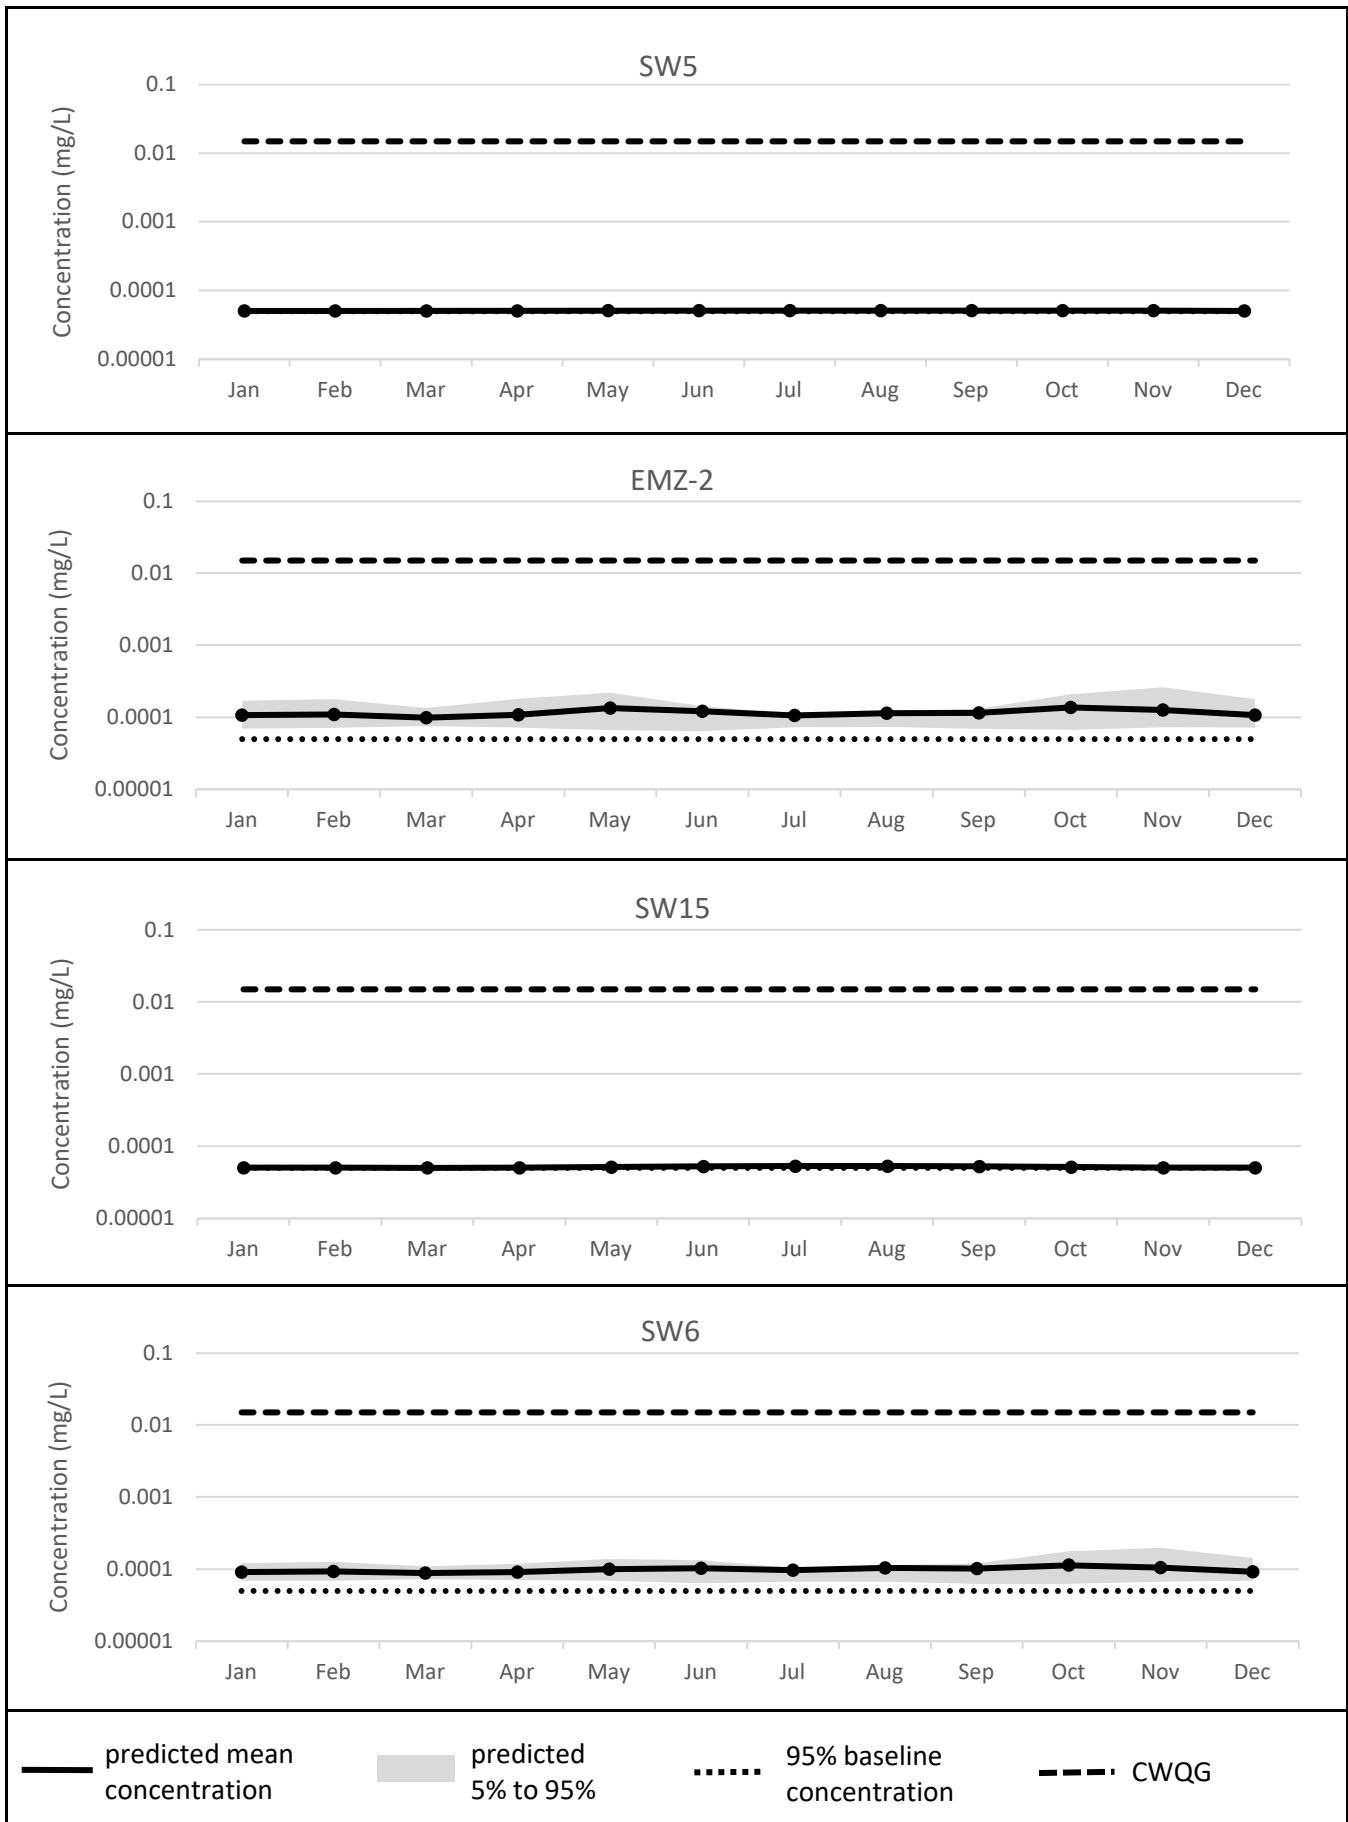 SW5
0.1
0.01
0.001
0.0001
0.00001
Concentration (mg/L)
Jan Feb Mar Apr May Jun Jul Aug Sep Oct Nov Dec
EMZ-2
0.1
0.01
0.001
0.0001
0.00001
Concentration (mg/L)
Jan Feb Mar Apr May Jun Jul Aug Sep Oct Nov Dec
SW15
0.1
0.01
0.001
0.0001
0.00001
Concentration (mg/L)
Jan Feb Mar Apr May Jun Jul Aug Sep Oct Nov Dec
SW6
0.1
0.01
0.001
0.0001
0.00001
Concentration (mg/L)
Jan Feb Mar Apr May Jun Jul Aug Sep Oct Nov Dec
predicted mean
concentration
predicted
5% to 95%
95% baseline
concentration
CWQG